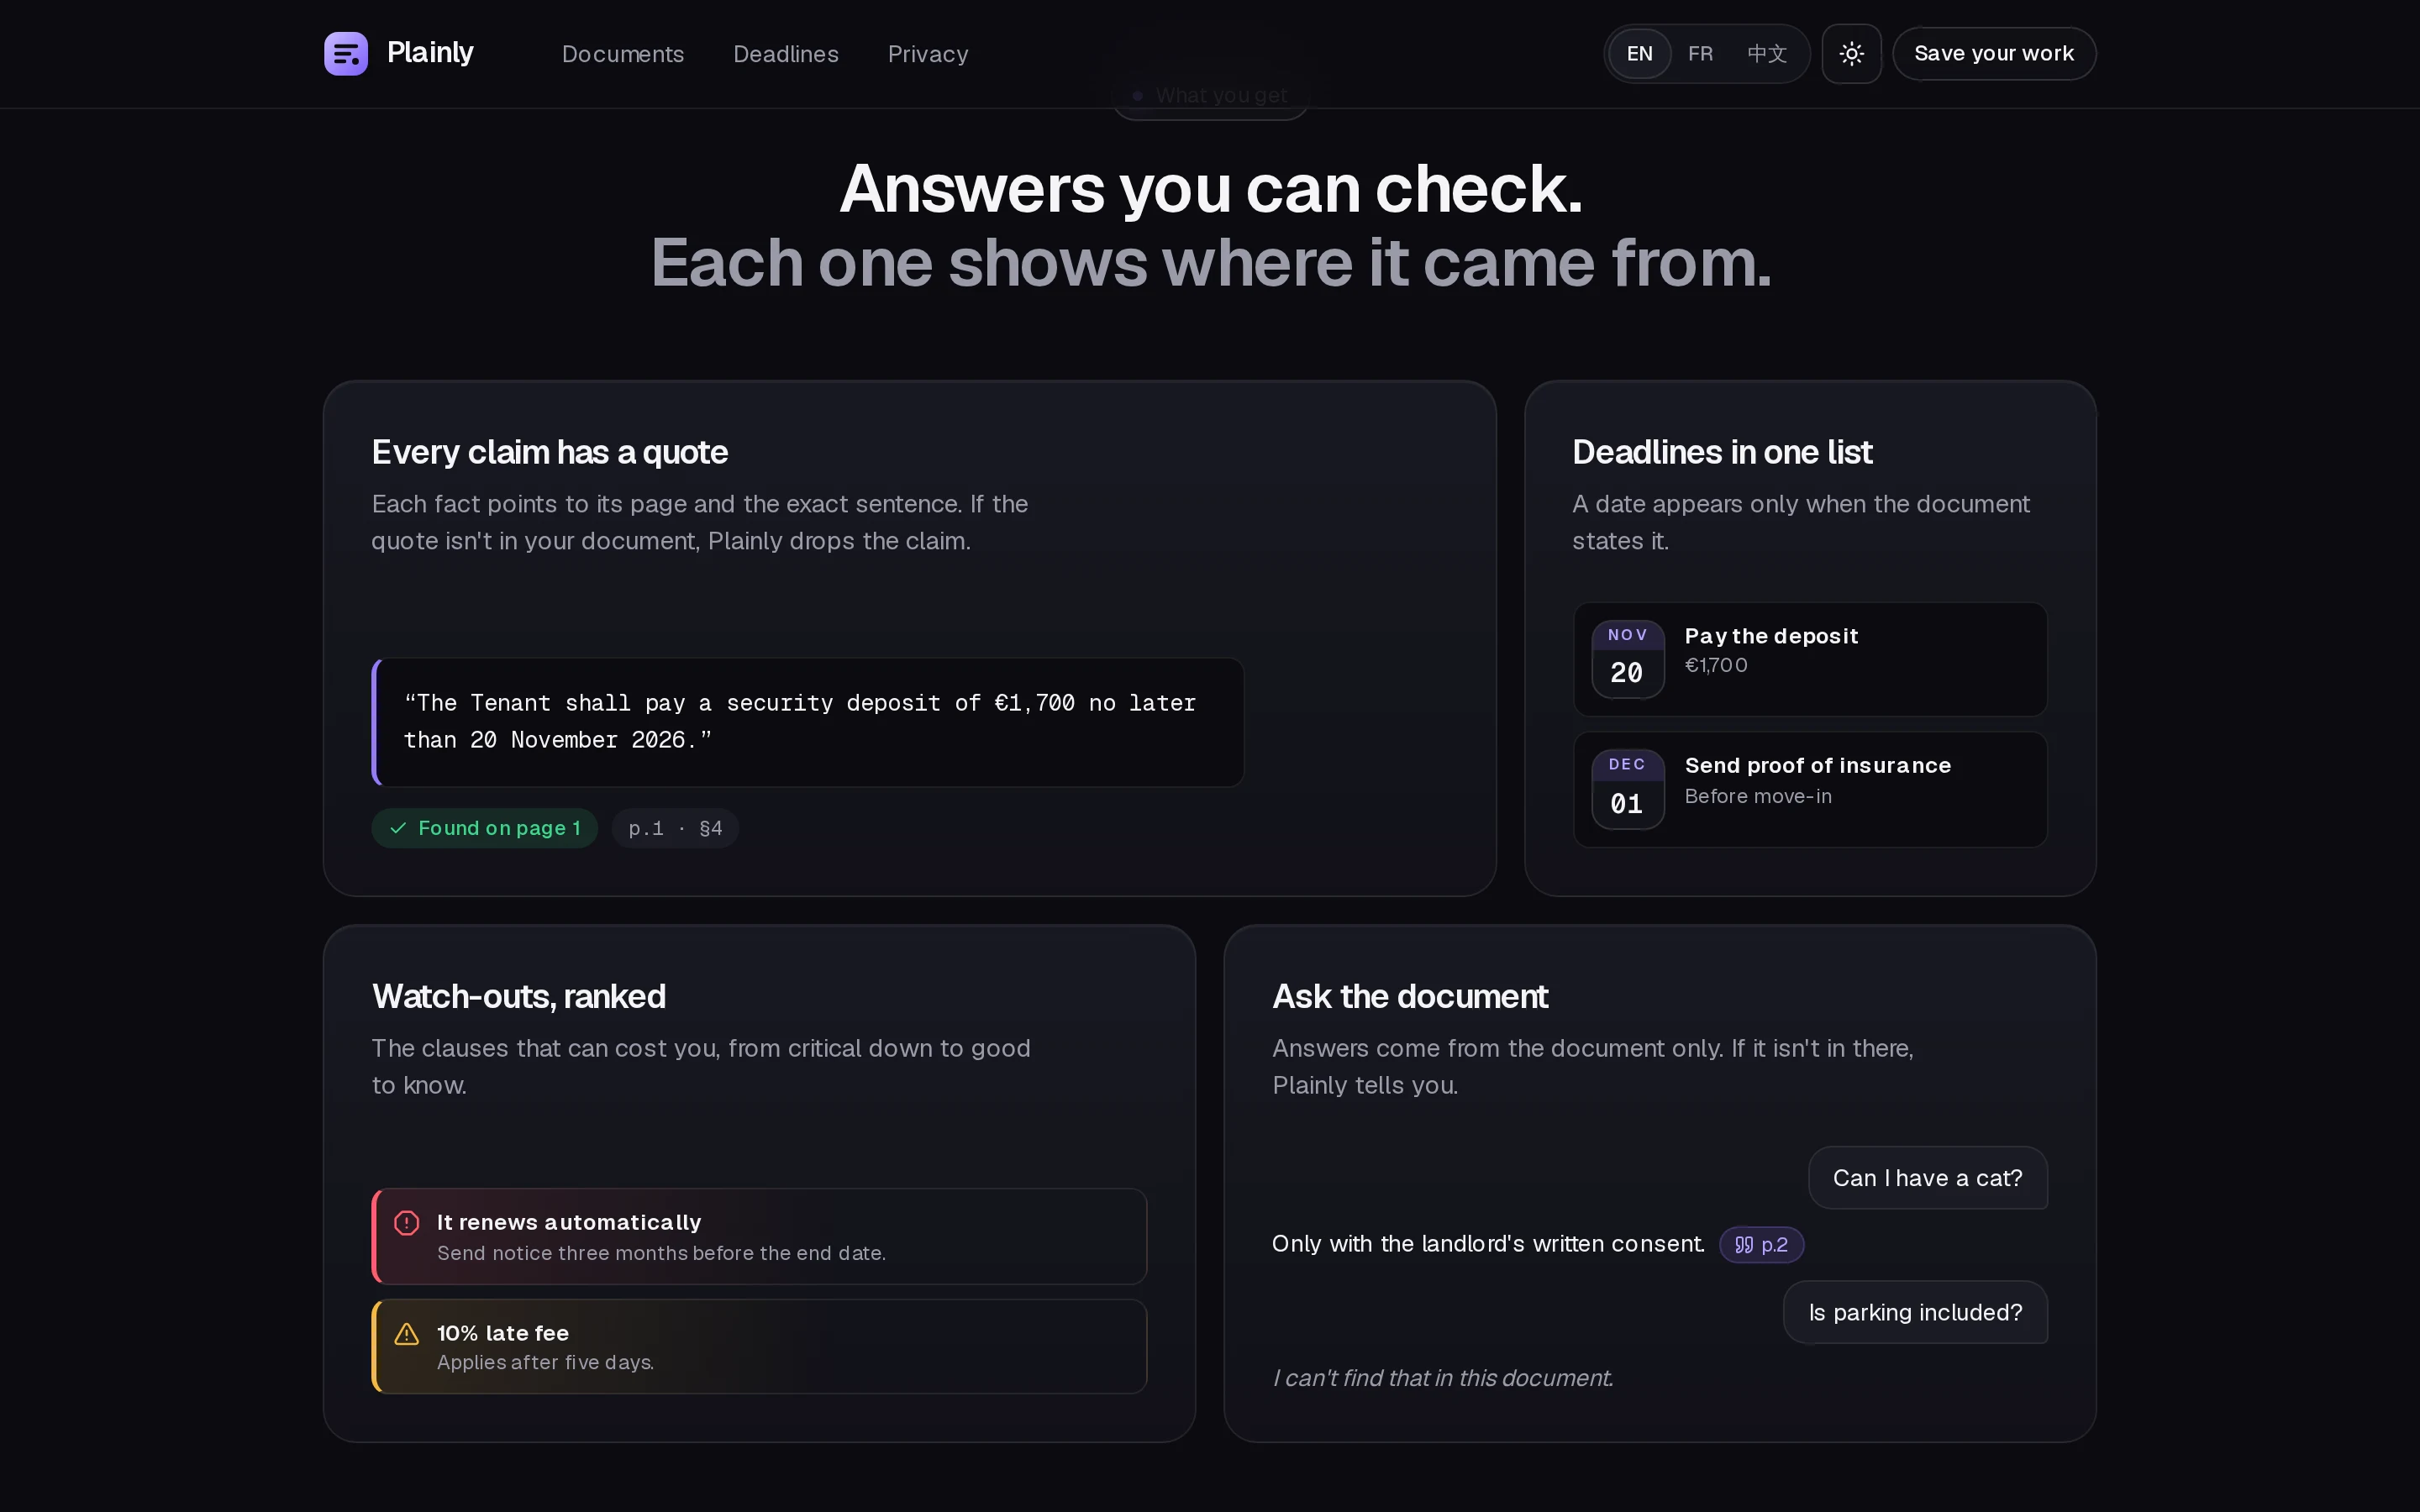 Plainly
Documents
Deadlines
Privacy
EN
FR
中文
Save your work
What you get
Answers you can check.
Each one shows where it came from.
Every claim has a quote
Each fact points to its page and the exact sentence. If the
quote isn't in your document, Plainly drops the claim.
“The Tenant shall pay a security deposit of €1,700 no later
than 20 November 2026.”
Found on page 1
p.1 · §4
Deadlines in one list
A date appears only when the document
states it.
NOV
20
Pay the deposit
€1,700
DEC
01
Send proof of insurance
Before move-in
Watch-outs, ranked
The clauses that can cost you, from critical down to good
to know.
It renews automatically
Send notice three months before the end date.
10% late fee
Applies after five days.
Ask the document
Answers come from the document only. If it isn't in there,
Plainly tells you.
Can I have a cat?
Only with the landlord's written consent.
p.2
Is parking included?
I can't find that in this document.